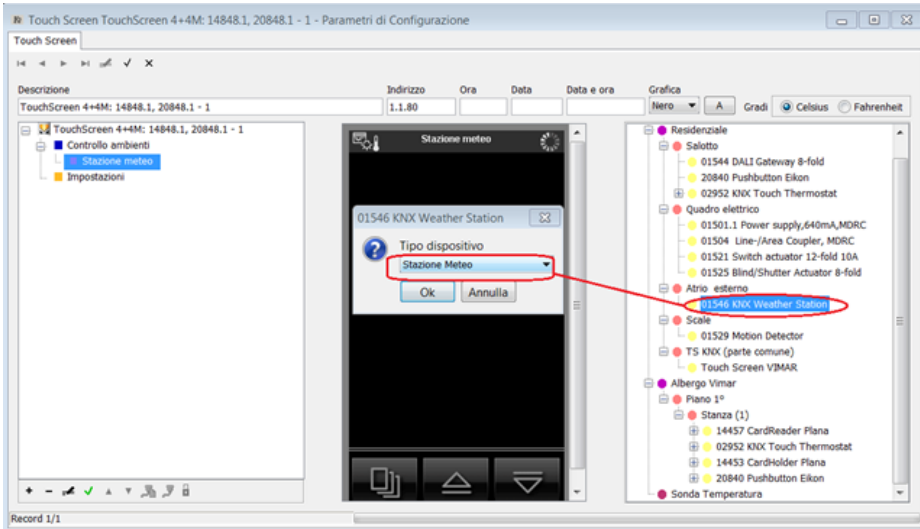 Touch Screen TouchScreen 4+4M: 14848.1, 20848.1 - 1 - Parametri di Configurazione
Touch Screen
Descrizione Indirizzo Ora Data Data e ora Grafica
TouchScreen 4+4M: 14848.1, 20848.1 - 1 1.1.80 Nero A Gradi Celsius Fahrenheit
TouchScreen 4+4M: 14848.1, 20848.1 - 1
Controllo ambienti
Stazione meteo
Impostazioni
Stazione meteo
01546 KNX Weather Station
Tipo dispositivo
Stazione Meteo
Ok Annulla
Residenziale
Salotto
01544 DALI Gateway 8-fold
20840 Pushbutton Eikon
02952 KNX Touch Thermostat
Quadro elettrico
01501.1 Power supply,640mA,MDRC
01504 Line-/Area Coupler, MDRC
01521 Switch actuator 12-fold 10A
01525 Blind/Shutter Actuator 8-fold
Atrio esterno
01546 KNX Weather Station
Scale
01529 Motion Detector
TS KNX (parte comune)
Touch Screen VIMAR
Albergo Vimar
Piano 1º
Stanza (1)
14457 CardReader Plana
02952 KNX Touch Thermostat
14453 CardHolder Plana
20840 Pushbutton Eikon
Sonda Temperatura
Record 1/1